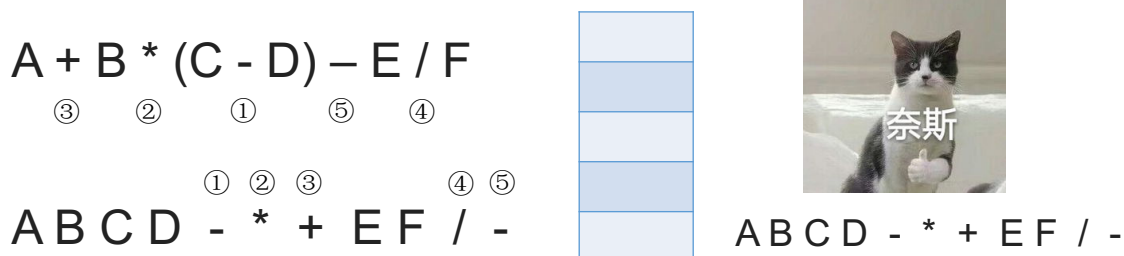 A + B * (C - D) – E / F
③ ② ① ⑤ ④
① ② ③ ④ ⑤
A B C D - * + E F / -
奈斯
A B C D - * + E F / -